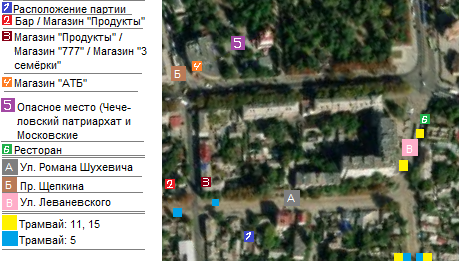 1 Расположение партии
2 Бар / Магазин "Продукты"
3 Магазин "Продукты" /
Магазин "777" / Магазин "3
семёрки"
4 Магазин "АТБ"
5 Опасное место (Чече-
ловский патриархат и
Московские
6 Ресторан
А Ул. Романа Шухевича
Б Пр. Щепкина
В Ул. Леваневского
Трамвай: 11, 15
Трамвай: 5
5
4
Б
6
В
2
3
А
1